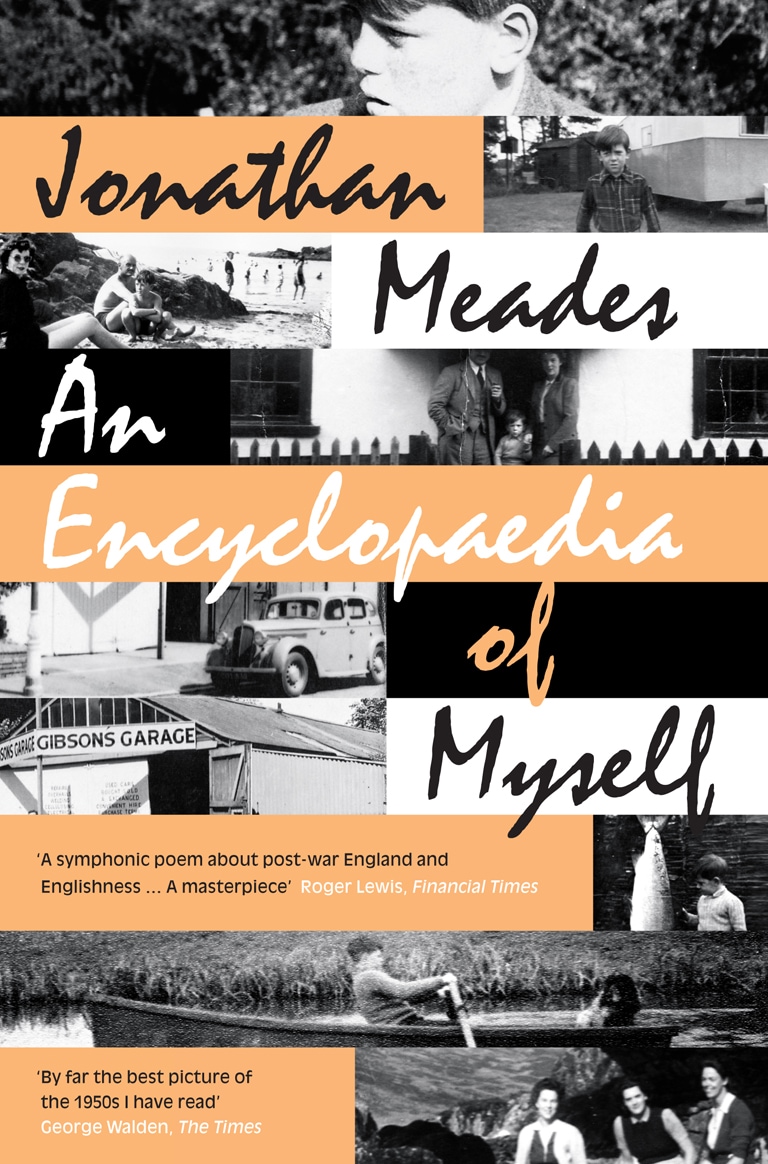 Jonathan
Meades
An
Encyclopaedia
of
Myself
GIBSON'S GARAGE
‘A symphonic poem about post-war England and
Englishness ... A masterpiece’ Roger Lewis, Financial Times
‘By far the best picture of
the 1950s I have read’
George Walden, The Times